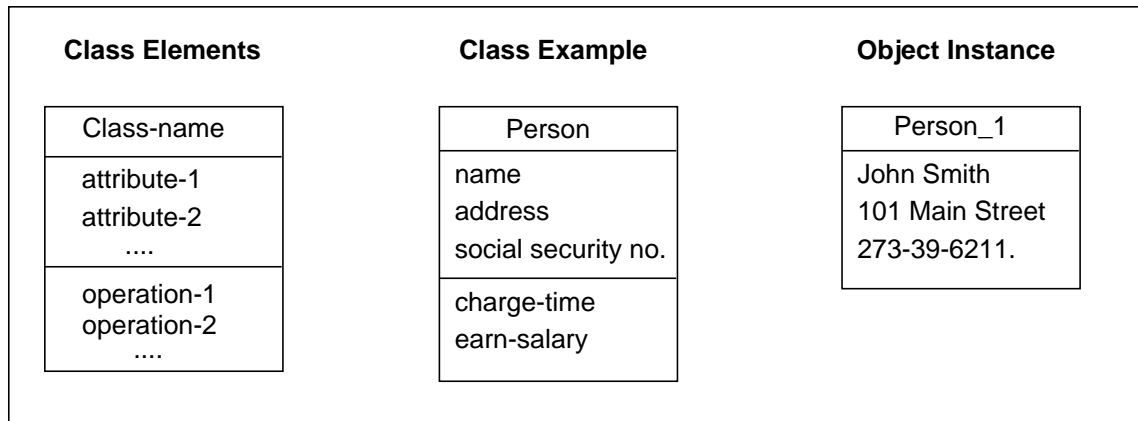 Class Elements
Class-name
attribute-1
attribute-2
....
operation-1
operation-2
....
Class Example
Person
name
address
social security no.
charge-time
earn-salary
Object Instance
Person_1
John Smith
101 Main Street
273-39-6211.